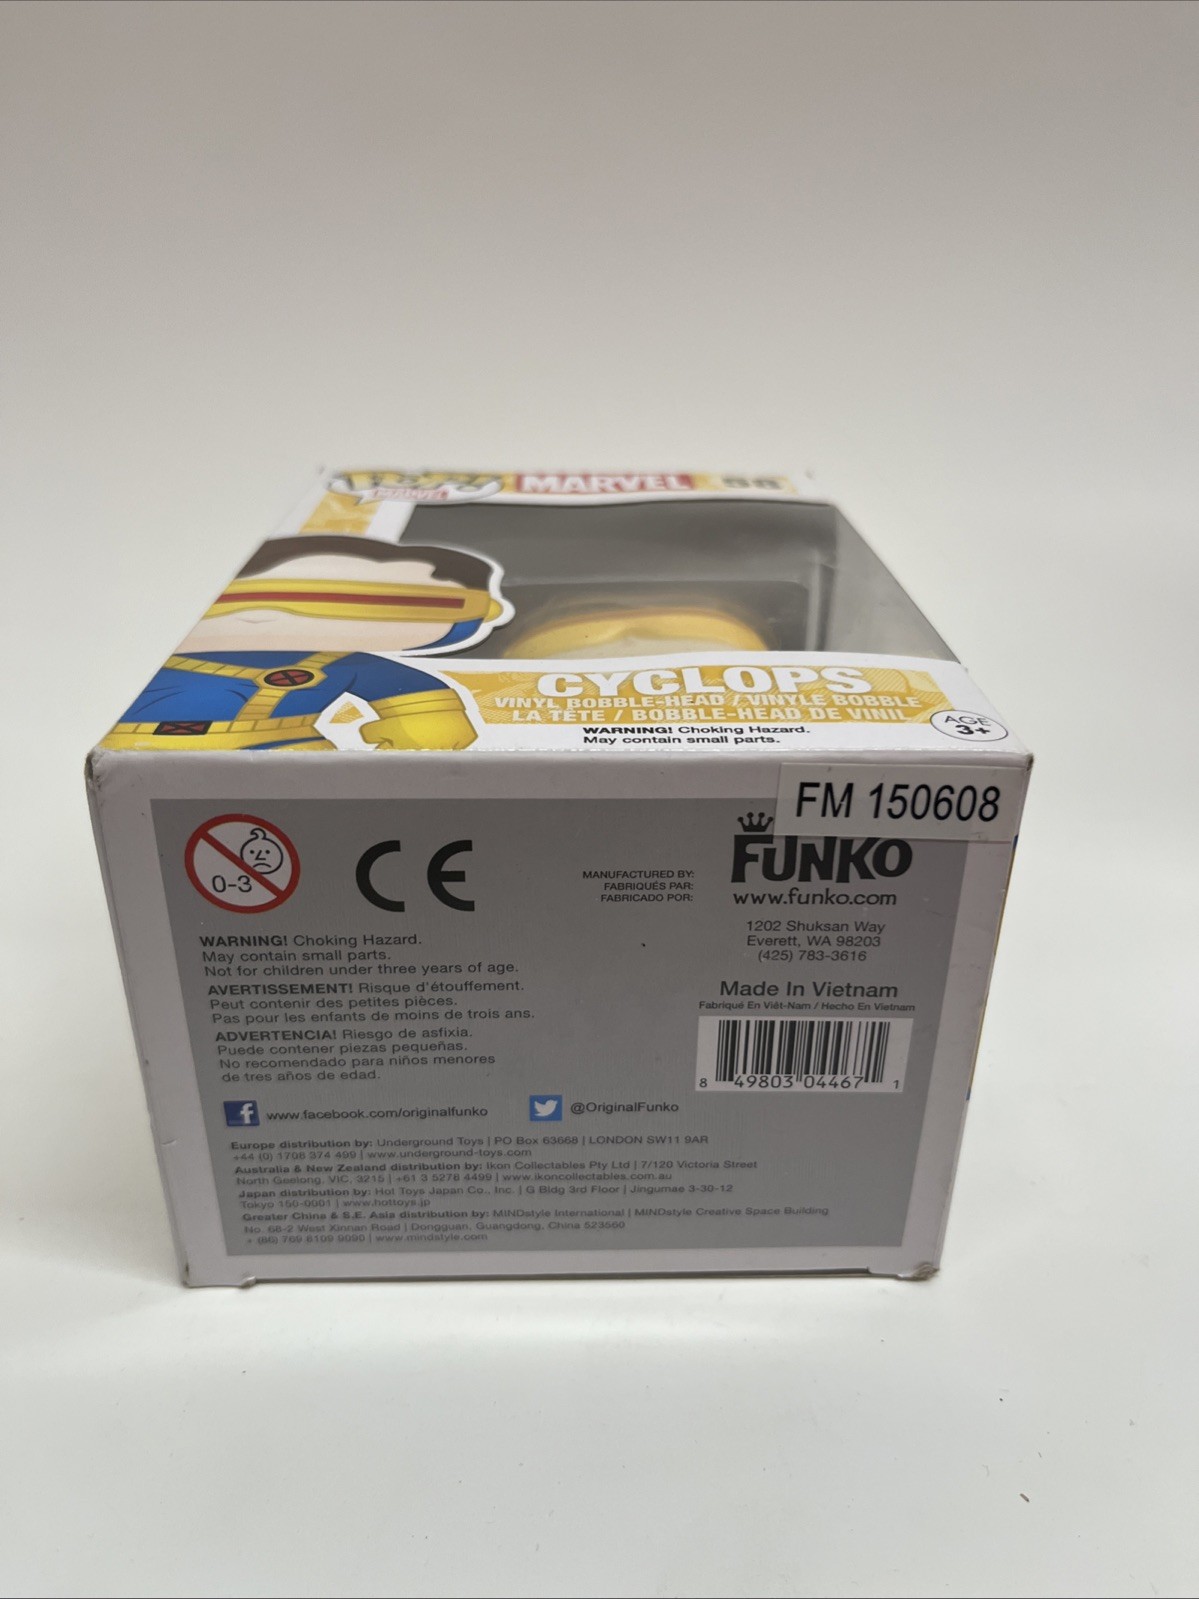 POP!
MARVEL
MARVEL
CYCLOPS
VINYL BOBBLE-HEAD / VINYLE BOBBLE
LA TÊTE / BOBBLE-HEAD DE VINIL
WARNING! Choking Hazard.
May contain small parts.
AGE
3+
FM 150608
0-3
CE
MANUFACTURED BY:
FABRIQUÉS PAR:
FABRICADO POR:
FUNKO
www.funko.com
1202 Shuksan Way
Everett, WA 98203
(425) 783-3616
Made In Vietnam
Fabriqué En Viêt-Nam / Hecho En Vietnam
8 49803 04467 1
WARNING! Choking Hazard.
May contain small parts.
Not for children under three years of age.
AVERTISSEMENT! Risque d'étouffement.
Peut contenir des petites pièces.
Pas pour les enfants de moins de trois ans.
ADVERTENCIA! Riesgo de asfixia.
Puede contener piezas pequeñas.
No recomendado para niños menores
de tres años de edad.
f www.facebook.com/originalfunko
@OriginalFunko
Europe distribution by: Underground Toys | PO Box 63668 | LONDON SW11 9AR
+44 (0) 1708 374 499 | www.underground-toys.com
Australia & New Zealand distribution by: Ikon Collectables Pty Ltd | 7/120 Victoria Street
North Geelong, VIC, 3215 | +61 3 5278 4499 | www.ikoncollectables.com.au
Japan distribution by: Hot Toys Japan Co., Inc. | G Bldg 3rd Floor | Jingumae 3-30-12
Tokyo 150-0001 | www.hottoys.jp
Greater China & S.E. Asia distribution by: MINDstyle International | MINDstyle Creative Space Building
No. 68-2 West Xinnan Road | Dongguan, Guangdong, China 523560
+ (86) 769 8109 9090 | www.mindstyle.com